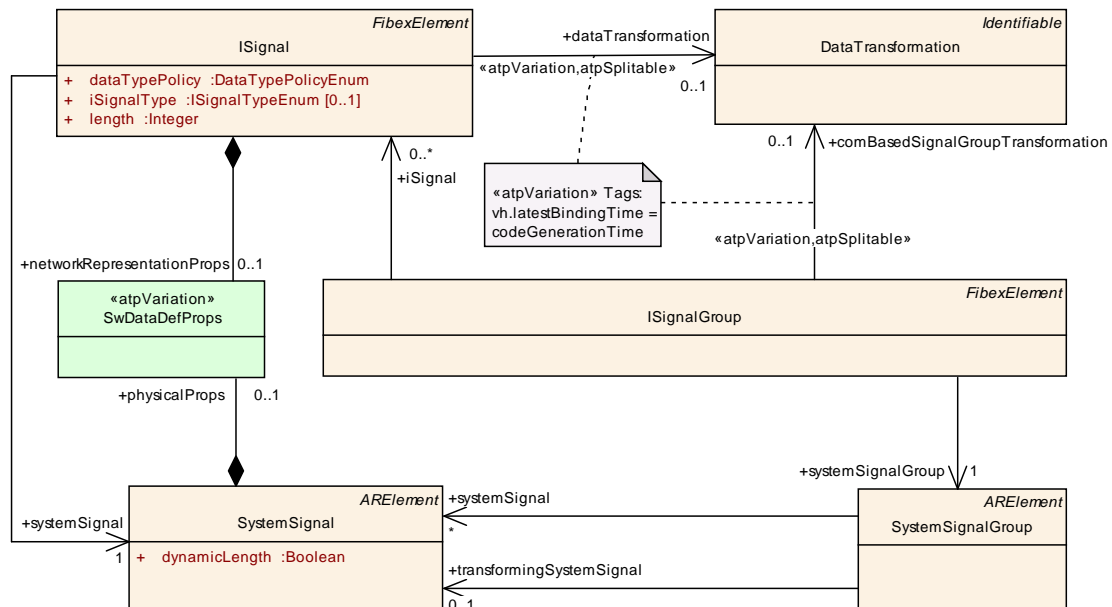 FibexElement
ISignal
+ dataTypePolicy :DataTypePolicyEnum
+ iSignalType :ISignalTypeEnum [0..1]
+ length :Integer
+dataTransformation
«atpVariation,atpSplitable»
0..1
Identifiable
DataTransformation
0..*
+iSignal
«atpVariation» Tags:
vh.latestBindingTime =
codeGenerationTime
0..1
+comBasedSignalGroupTransformation
«atpVariation,atpSplitable»
+networkRepresentationProps
0..1
«atpVariation»
SwDataDefProps
FibexElement
ISignalGroup
+physicalProps
0..1
+systemSignalGroup
1
+systemSignal
1
ARElement
SystemSignal
+ dynamicLength :Boolean
+systemSignal
*
+transformingSystemSignal
0..1
ARElement
SystemSignalGroup